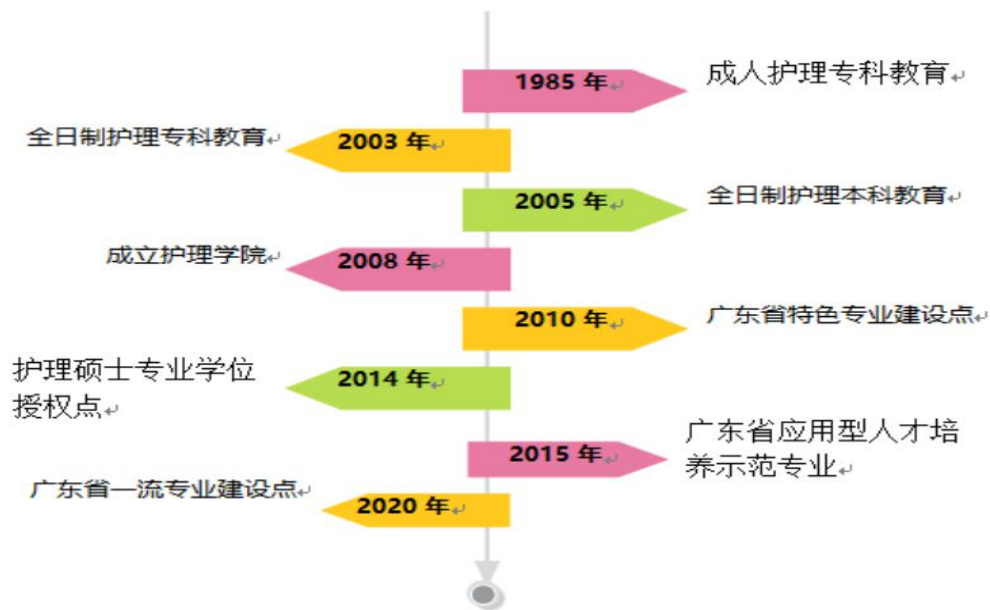 1985 年
成人护理专科教育
全日制护理专科教育
2003 年
2005 年
全日制护理本科教育
成立护理学院
2008 年
2010 年
广东省特色专业建设点
护理硕士专业学位
授权点
2014 年
2015 年
广东省应用型人才培
养示范专业
广东省一流专业建设点
2020 年